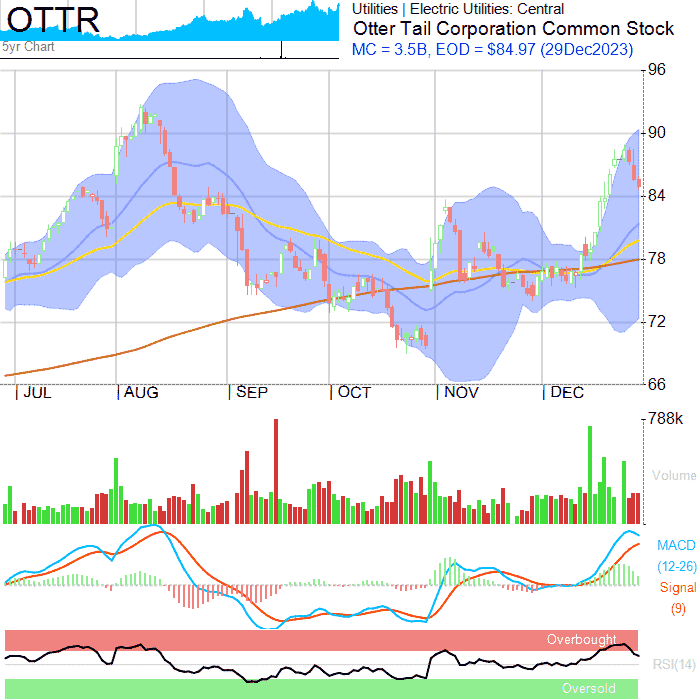 OTTR
5yr Chart
Utilities | Electric Utilities: Central
Otter Tail Corporation Common Stock
MC = 3.5B, EOD = $84.97 (29Dec2023)
96
90
84
78
72
66
JUL AUG SEP OCT NOV DEC
788k
Volume
MACD
(12-26)
Signal
(9)
Overbought
RSI(14)
Oversold